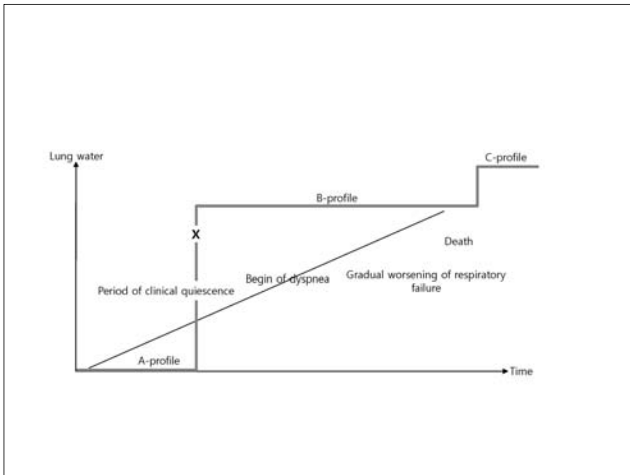 Lung water
C-profile
B-profile
X
Death
Begin of dyspnea
Gradual worsening of respiratory
failure
Period of clinical quiescence
A-profile
Time